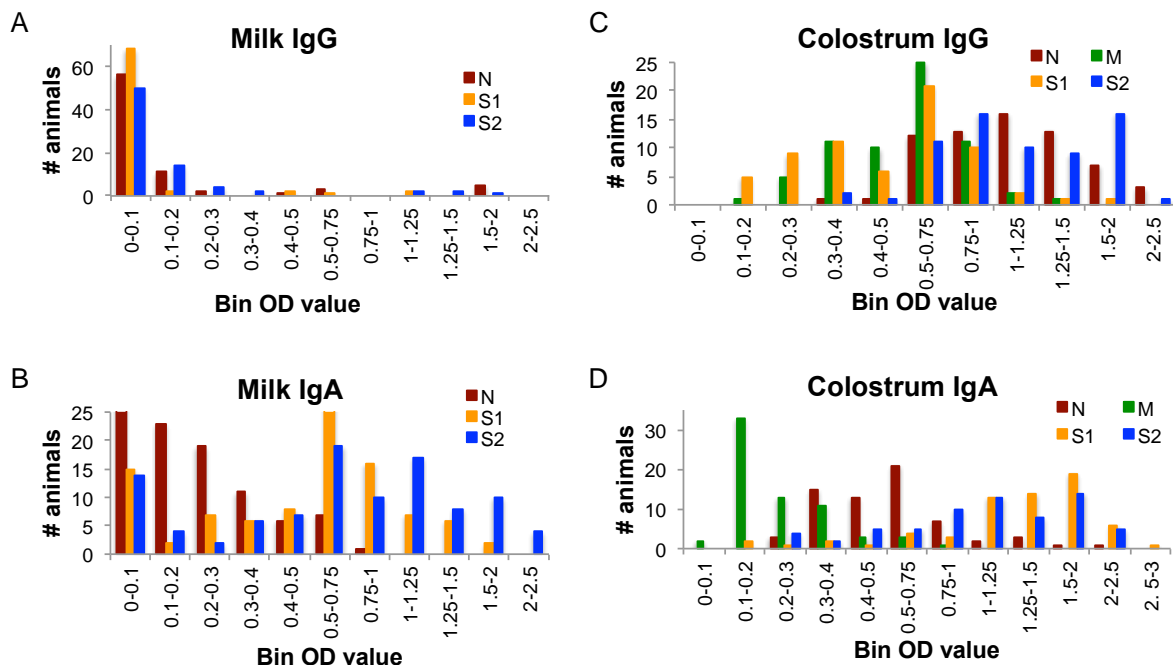 A
Milk IgG
# animals
60
40
20
0
N
S1
S2
0-0.1
0.1-0.2
0.2-0.3
0.3-0.4
0.4-0.5
0.5-0.75
0.75-1
1-1.25
1.25-1.5
1.5-2
2-2.5
Bin OD value
B
Milk IgA
# animals
25
20
15
10
5
0
N
S1
S2
0-0.1
0.1-0.2
0.2-0.3
0.3-0.4
0.4-0.5
0.5-0.75
0.75-1
1-1.25
1.25-1.5
1.5-2
2-2.5
Bin OD value
C
Colostrum IgG
# animals
25
20
15
10
5
0
N M
S1 S2
0-0.1
0.1-0.2
0.2-0.3
0.3-0.4
0.4-0.5
0.5-0.75
0.75-1
1-1.25
1.25-1.5
1.5-2
2-2.5
Bin OD value
D
Colostrum IgA
# animals
30
20
10
0
N M
S1 S2
0-0.1
0.1-0.2
0.2-0.3
0.3-0.4
0.4-0.5
0.5-0.75
0.75-1
1-1.25
1.25-1.5
1.5-2
2-2.5
2. 5-3
Bin OD value